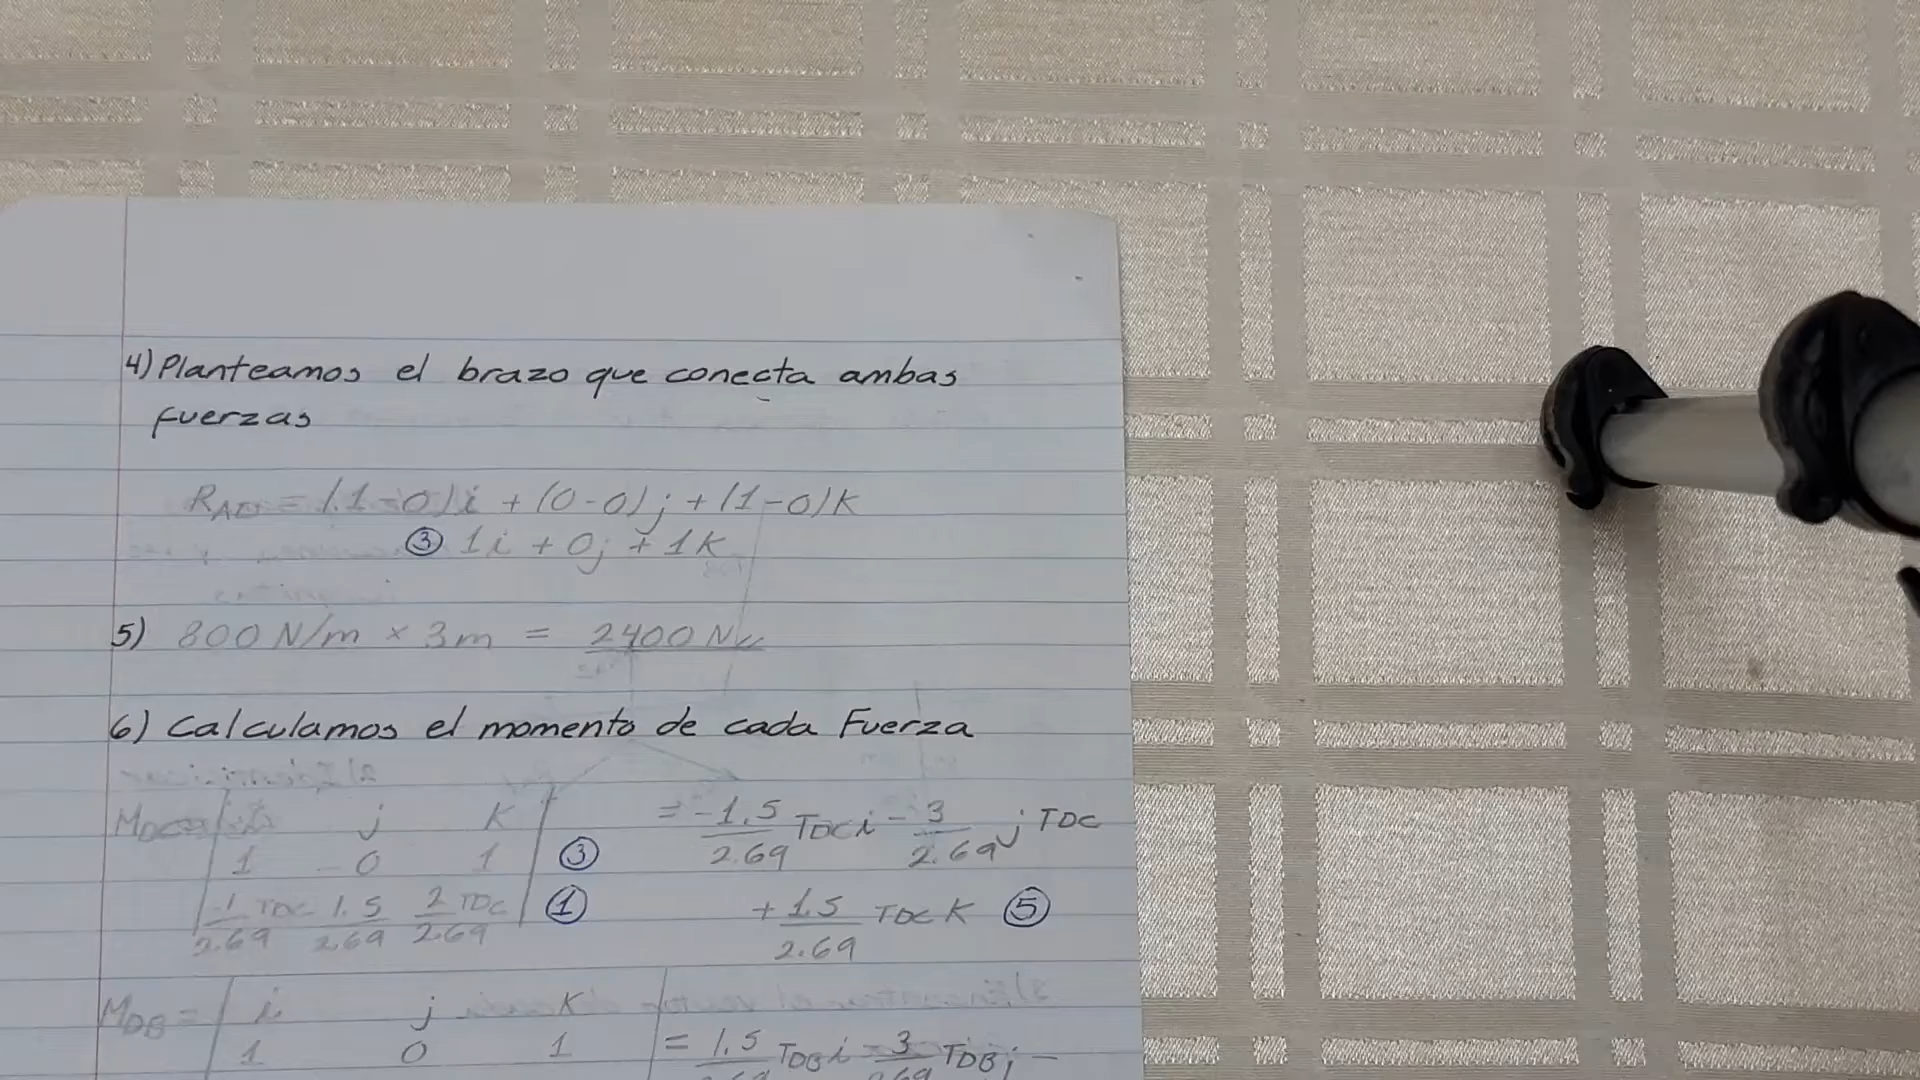 4) Planteamos el brazo que conecta ambas
fuerzas
RAD = (1-0)i + (0-0)j + (1-0)K
③ 1i + 0j + 1K
5) 800 N/m × 3m = 2400 N
6) Calculamos el momento de cada Fuerza
MDC = i j K = -1.5/2.69 TDC i - 3/2.69 j TDC
1 0 1 ③
-1/2.69 TDC 1.5/2.69 2/2.69 TDC ① + 1.5/2.69 TDC K ⑤
MDB = i j K
1 0 1 = 1.5 TDB i - 3 TDB j -